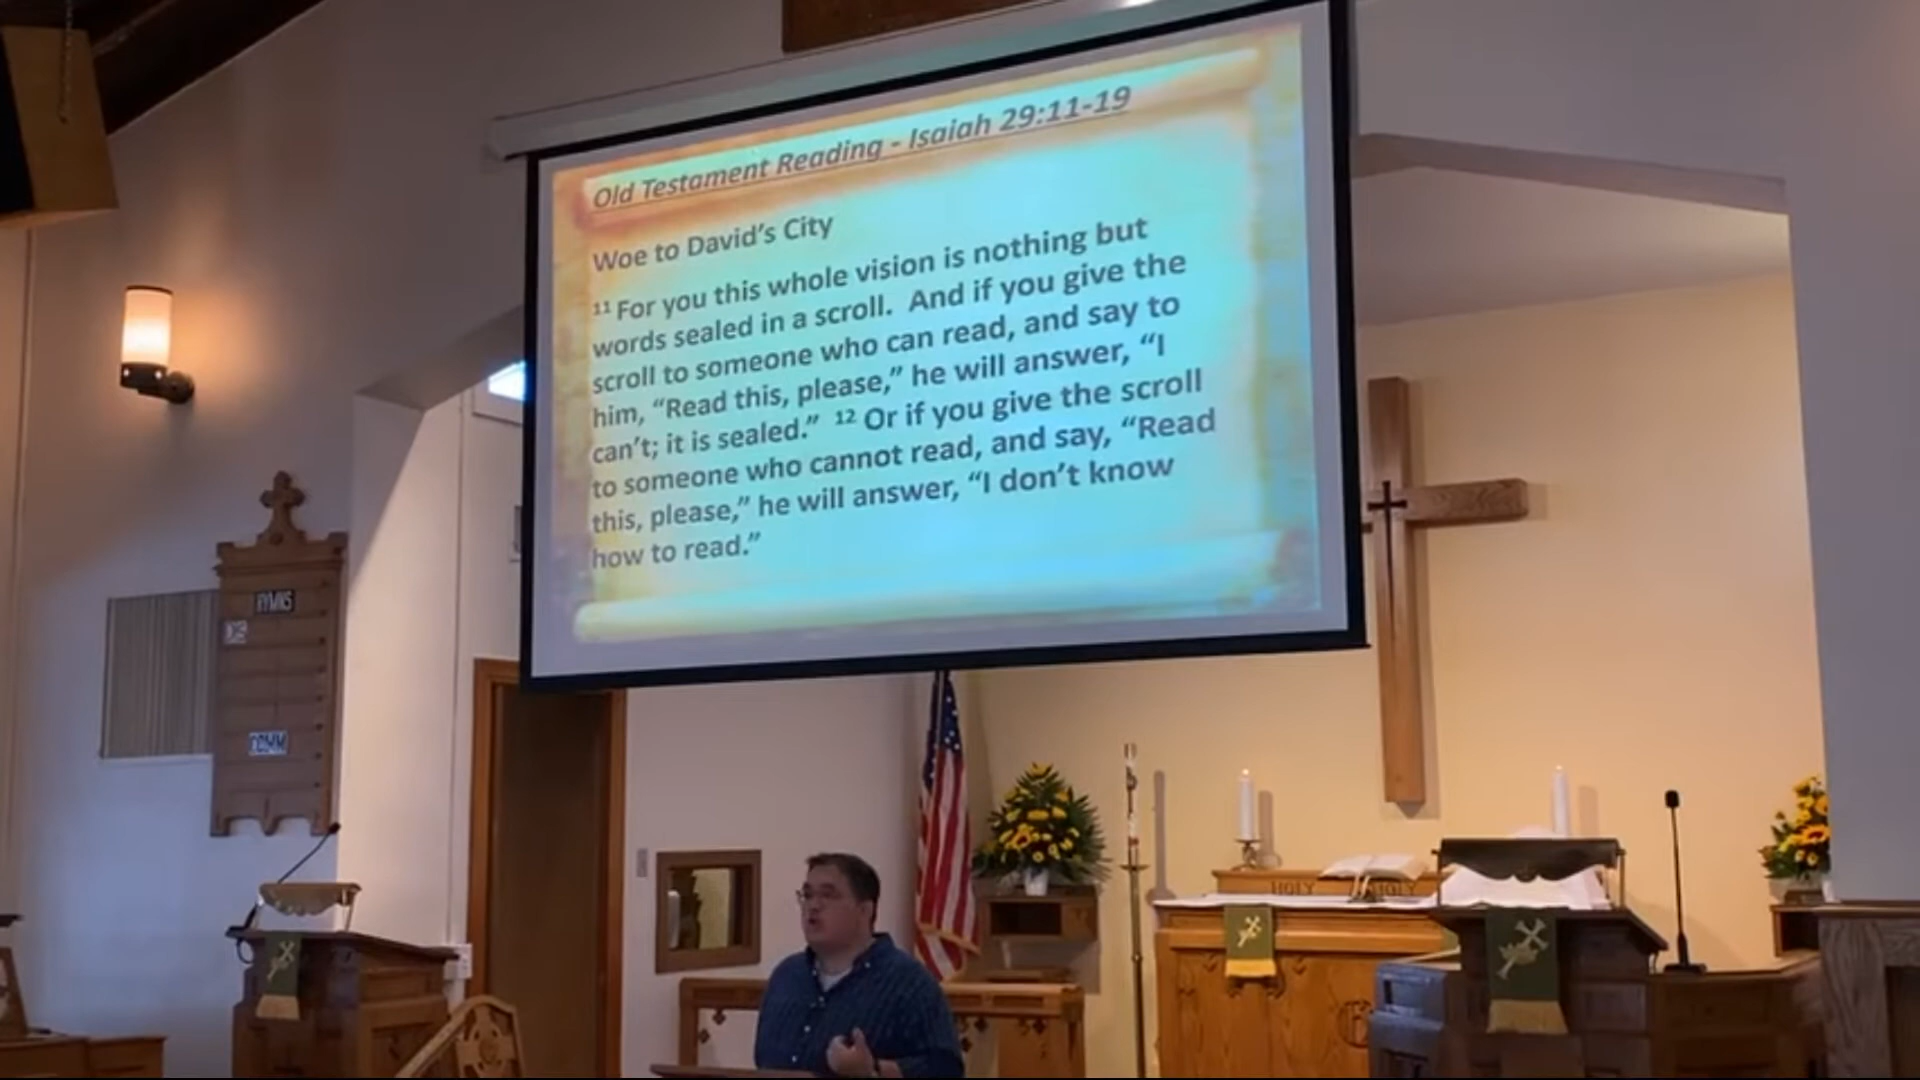 Old Testament Reading - Isaiah 29:11-19
Woe to David's City
11 For you this whole vision is nothing but
words sealed in a scroll.  And if you give the
scroll to someone who can read, and say to
him, “Read this, please,” he will answer, “I
can't; it is sealed.”  12 Or if you give the scroll
to someone who cannot read, and say, “Read
this, please,” he will answer, “I don't know
how to read.”
HYMNS
COMM
HOLY HOLY